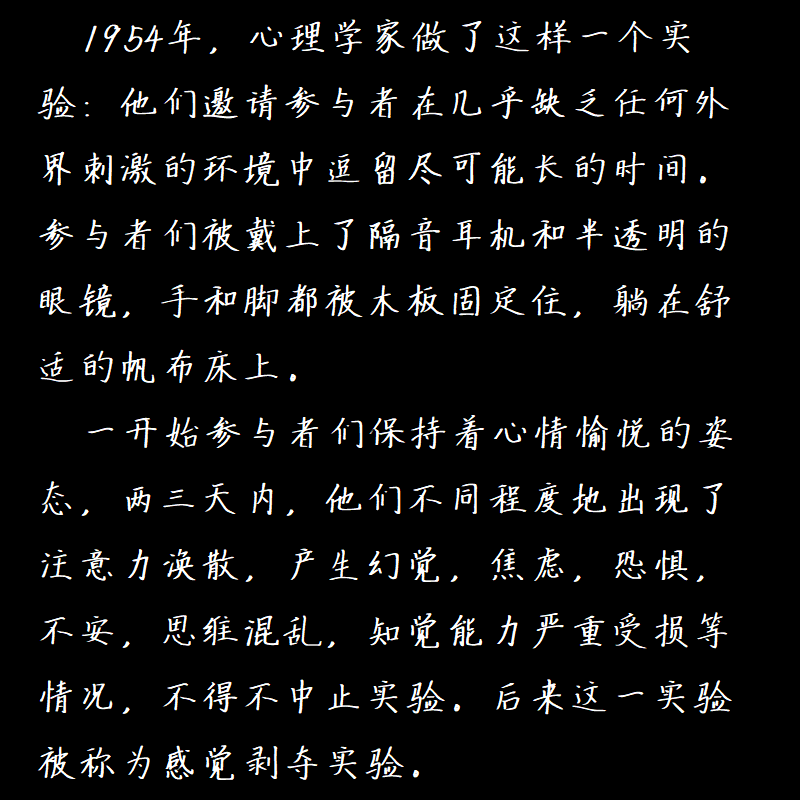 1954年，心理学家做了这样一个实
验：他们邀请参与者在几乎缺乏任何外
界刺激的环境中逗留尽可能长的时间．
参与者们被戴上了隔音耳机和半透明的
眼镜，手和脚都被木板固定住，躺在舒
适的帆布床上．
一开始参与者们保持着心情愉悦的姿
态，两三天内，他们不同程度地出现了
注意力涣散，产生幻觉，焦虑，恐惧，
不安，思维混乱，知觉能力严重受损等
情况，不得不中止实验．后来这一实验
被称为感觉剥夺实验．